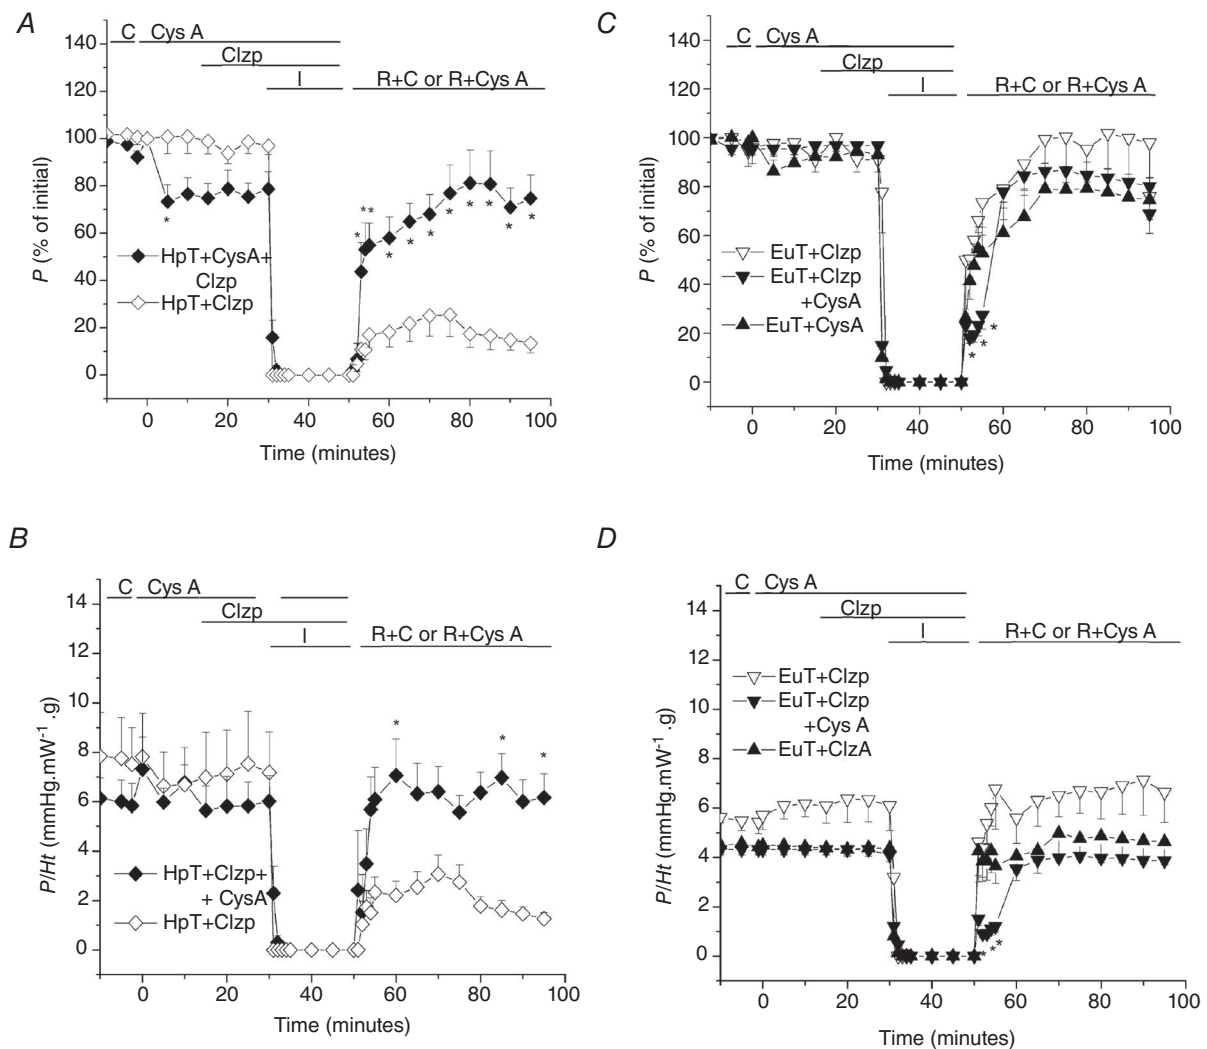 A
C Cys A
Clzp
I
R+C or R+Cys A
140
120
100
80
60
40
20
0
P (% of initial)
HpT+CysA+
Clzp
HpT+Clzp
0 20 40 60 80 100
Time (minutes)
C
C Cys A
Clzp
I
R+C or R+Cys A
140
120
100
80
60
40
20
0
P (% of initial)
EuT+Clzp
EuT+Clzp
+CysA
EuT+CysA
0 20 40 60 80 100
Time (minutes)
B
C Cys A
Clzp
I
R+C or R+Cys A
14
12
10
8
6
4
2
0
P/Ht (mmHg.mW⁻¹ .g)
HpT+Clzp+
+ CysA
HpT+Clzp
0 20 40 60 80 100
Time (minutes)
D
C Cys A
Clzp
I
R+C or R+Cys A
14
12
10
8
6
4
2
0
P/Ht (mmHg.mW⁻¹ .g)
EuT+Clzp
EuT+Clzp
+Cys A
EuT+ClzA
0 20 40 60 80 100
Time (minutes)